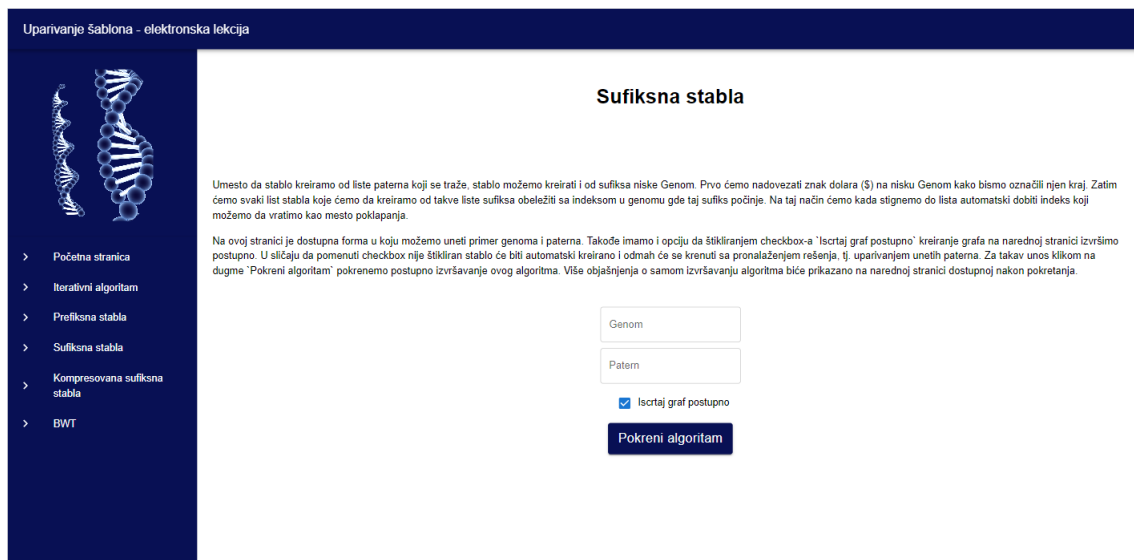 Uparivanje šablona - elektronska lekcija
Početna stranica
Iterativni algoritam
Prefiksna stabla
Sufiksna stabla
Kompresovana sufiksna
stabla
BWT
Sufiksna stabla
Umesto da stablo kreiramo od liste paterna koji se traže, stablo možemo kreirati i od sufiksa niske Genom. Prvo ćemo nadovezati znak dolara ($) na nisku Genom kako bismo označili njen kraj. Zatim
ćemo svaki list stabla koje ćemo da kreiramo od takve liste sufiksa obeležiti sa indeksom u genomu gde taj sufiks počinje. Na taj način ćemo kada stignemo do lista automatski dobiti indeks koji
možemo da vratimo kao mesto poklapanja.
Na ovoj stranici je dostupna forma u koju možemo uneti primer genoma i paterna. Takođe imamo i opciju da štikliranjem checkbox-a `Iscrtaj graf postupno` kreiranje grafa na narednoj stranici izvršimo
postupno. U sličaju da pomenuti checkbox nije štikliran stablo će biti automatski kreirano i odmah će se krenuti sa pronalaženjem rešenja, tj. uparivanjem unetih paterna. Za takav unos klikom na
dugme `Pokreni algoritam` pokrenemo postupno izvršavanje ovog algoritma. Više objašnjenja o samom izvršavanju algoritma biće prikazano na narednoj stranici dostupnoj nakon pokretanja.
Genom
Patern
Iscrtaj graf postupno
Pokreni algoritam